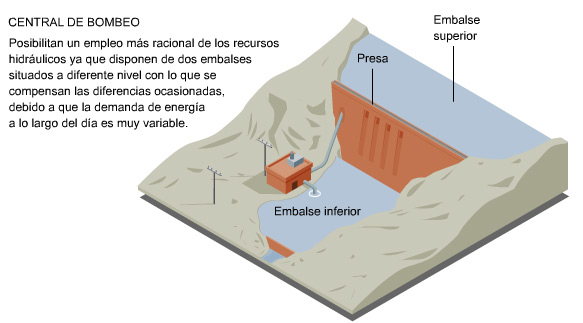 CENTRAL DE BOMBEO
Posibilitan un empleo más racional de los recursos
hidráulicos ya que disponen de dos embalses
situados a diferente nivel con lo que se
compensan las diferencias ocasionadas,
debido a que la demanda de energía
a lo largo del día es muy variable.
Embalse
superior
Presa
Embalse inferior